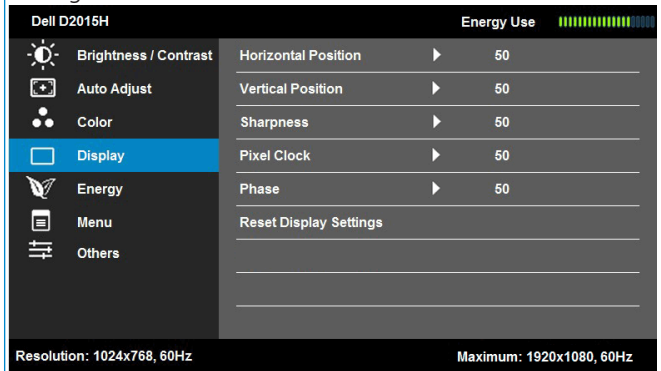 Dell D2015H Energy Use
Brightness / Contrast Horizontal Position 50
Auto Adjust Vertical Position 50
Color Sharpness 50
Display Pixel Clock 50
Energy Phase 50
Menu Reset Display Settings
Others
Resolution: 1024x768, 60Hz Maximum: 1920x1080, 60Hz